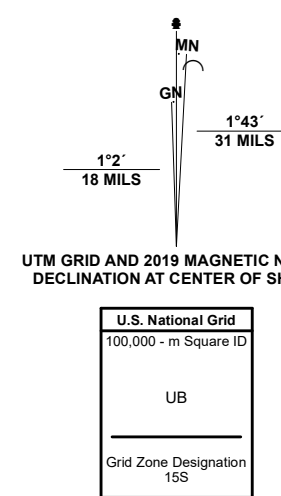 MN
GN
1°43´
31 MILS
1°2´
18 MILS
UTM GRID AND 2019 MAGNETIC N
DECLINATION AT CENTER OF SH
U.S. National Grid
100,000 - m Square ID
UB
Grid Zone Designation
15S